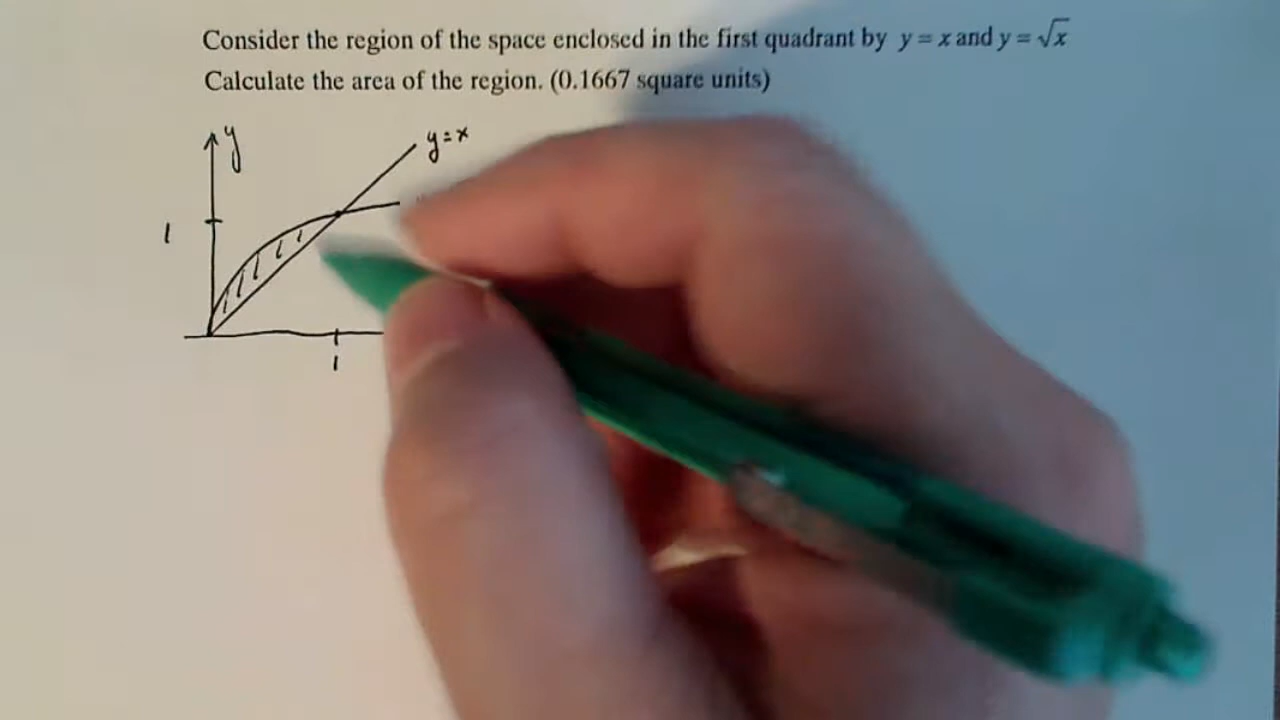 Consider the region of the space enclosed in the first quadrant by y = x and y = √x
Calculate the area of the region. (0.1667 square units)
y
y=x
1
1